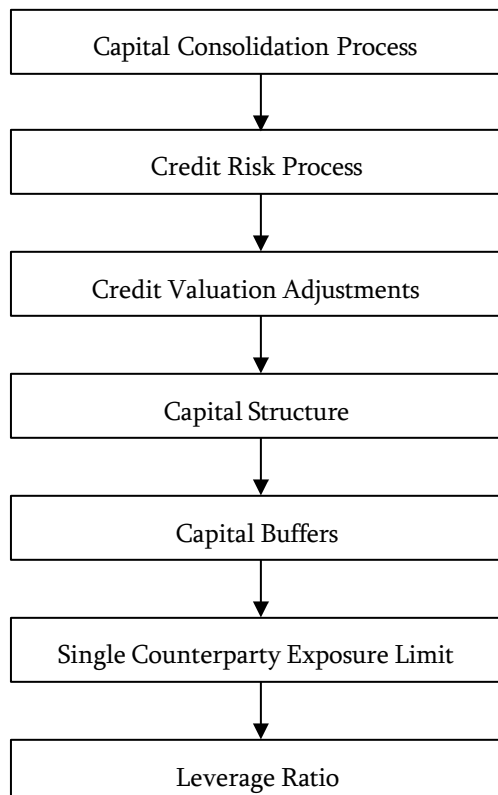 Capital Consolidation Process
Credit Risk Process
Credit Valuation Adjustments
Capital Structure
Capital Buffers
Single Counterparty Exposure Limit
Leverage Ratio